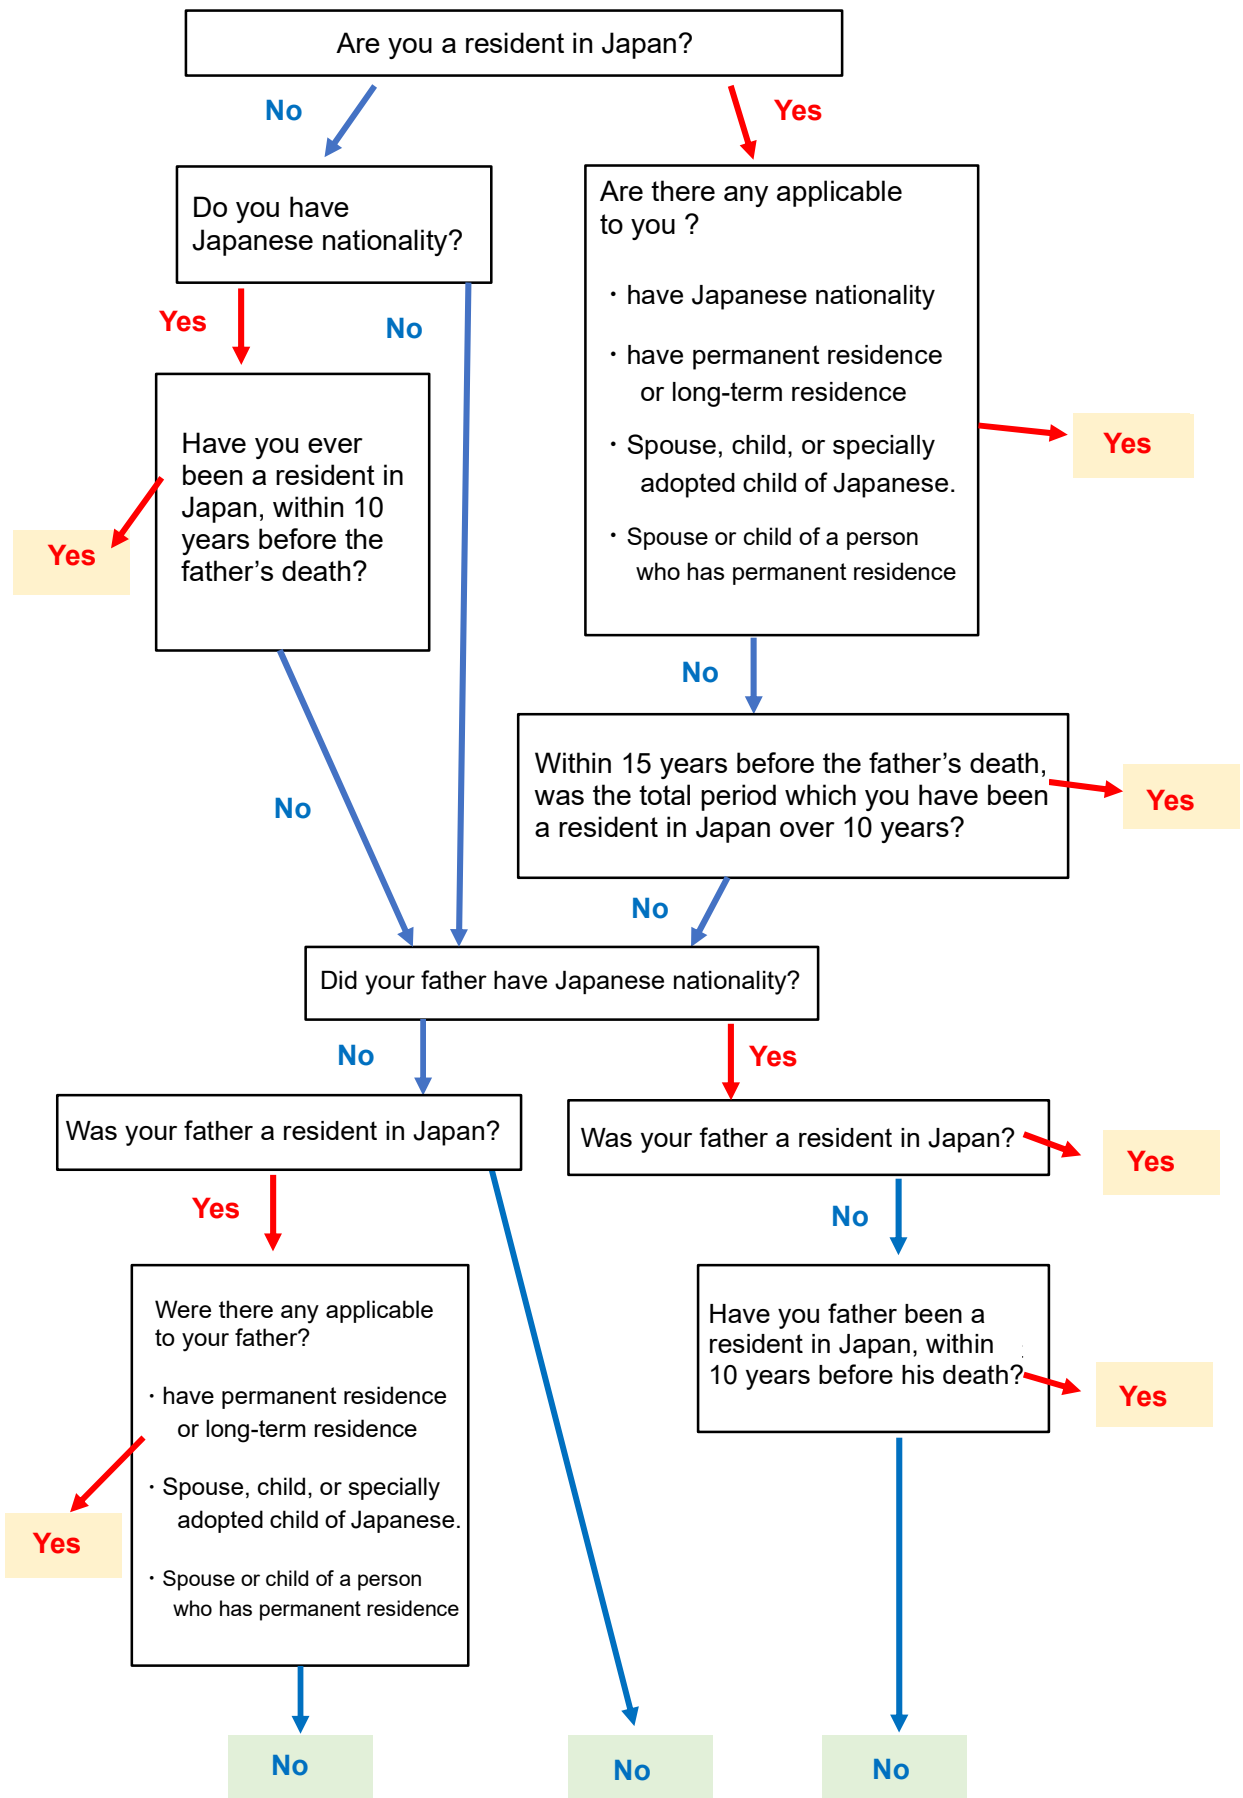 Are you a resident in Japan?
No
Yes
Do you have
Japanese nationality?
Are there any applicable
to you ?
・have Japanese nationality
・have permanent residence
or long-term residence
・Spouse, child, or specially
adopted child of Japanese.
・Spouse or child of a person
who has permanent residence
Yes
No
Yes
Have you ever
been a resident in
Japan, within 10
years before the
father's death?
Yes
No
Within 15 years before the father's death,
was the total period which you have been
a resident in Japan over 10 years?
Yes
No
No
Did your father have Japanese nationality?
No
Yes
Was your father a resident in Japan?
Was your father a resident in Japan?
Yes
Yes
No
Were there any applicable
to your father?
・have permanent residence
or long-term residence
・Spouse, child, or specially
adopted child of Japanese.
・Spouse or child of a person
who has permanent residence
Have you father been a
resident in Japan, within
10 years before his death?
Yes
Yes
No
No
No